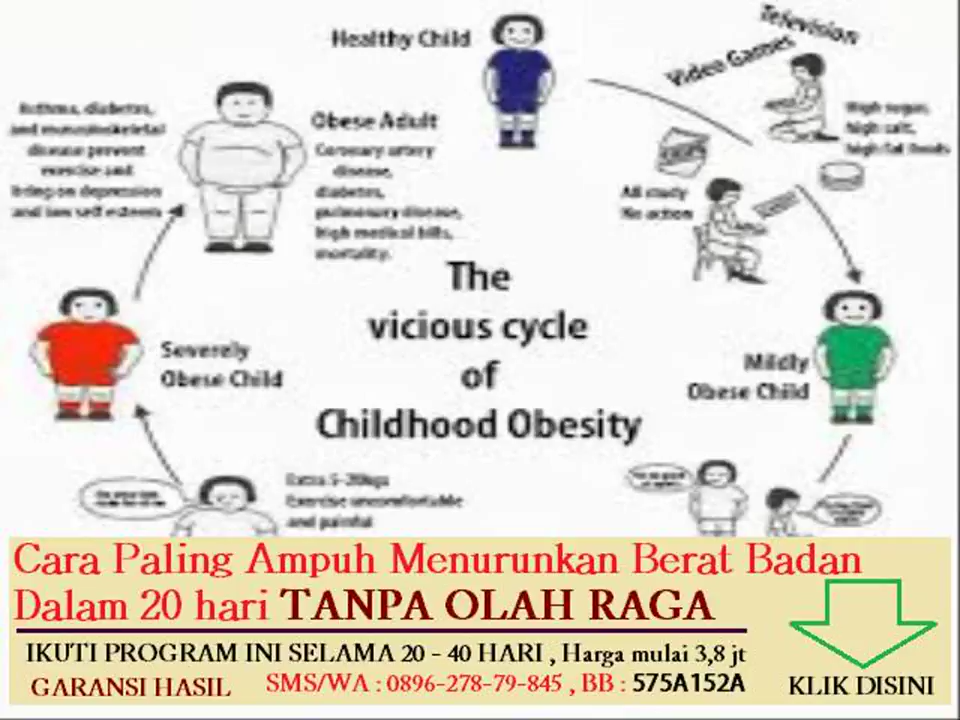 Healthy Child
Television
Video Games
High sugar,
high salt,
high fat foods
All study
No action
Asthma, diabetes,
and musculoskeletal
disease prevent
exercise and
bring on depression
and low self esteem
Obese Adult
Coronary artery
disease,
diabetes,
pulmonary disease,
high medical bills,
mortality.
The
vicious cycle
of
Childhood Obesity
Severely
Obese Child
Mildly
Obese Child
Extra 5-20kgs
Exercise uncomfortable
and painful
Cara Paling Ampuh Menurunkan Berat Badan
Dalam 20 hari TANPA OLAH RAGA
IKUTI PROGRAM INI SELAMA 20 - 40 HARI , Harga mulai 3,8 jt
GARANSI HASIL SMS/WA : 0896-278-79-845 , BB : 575A152A
KLIK DISINI